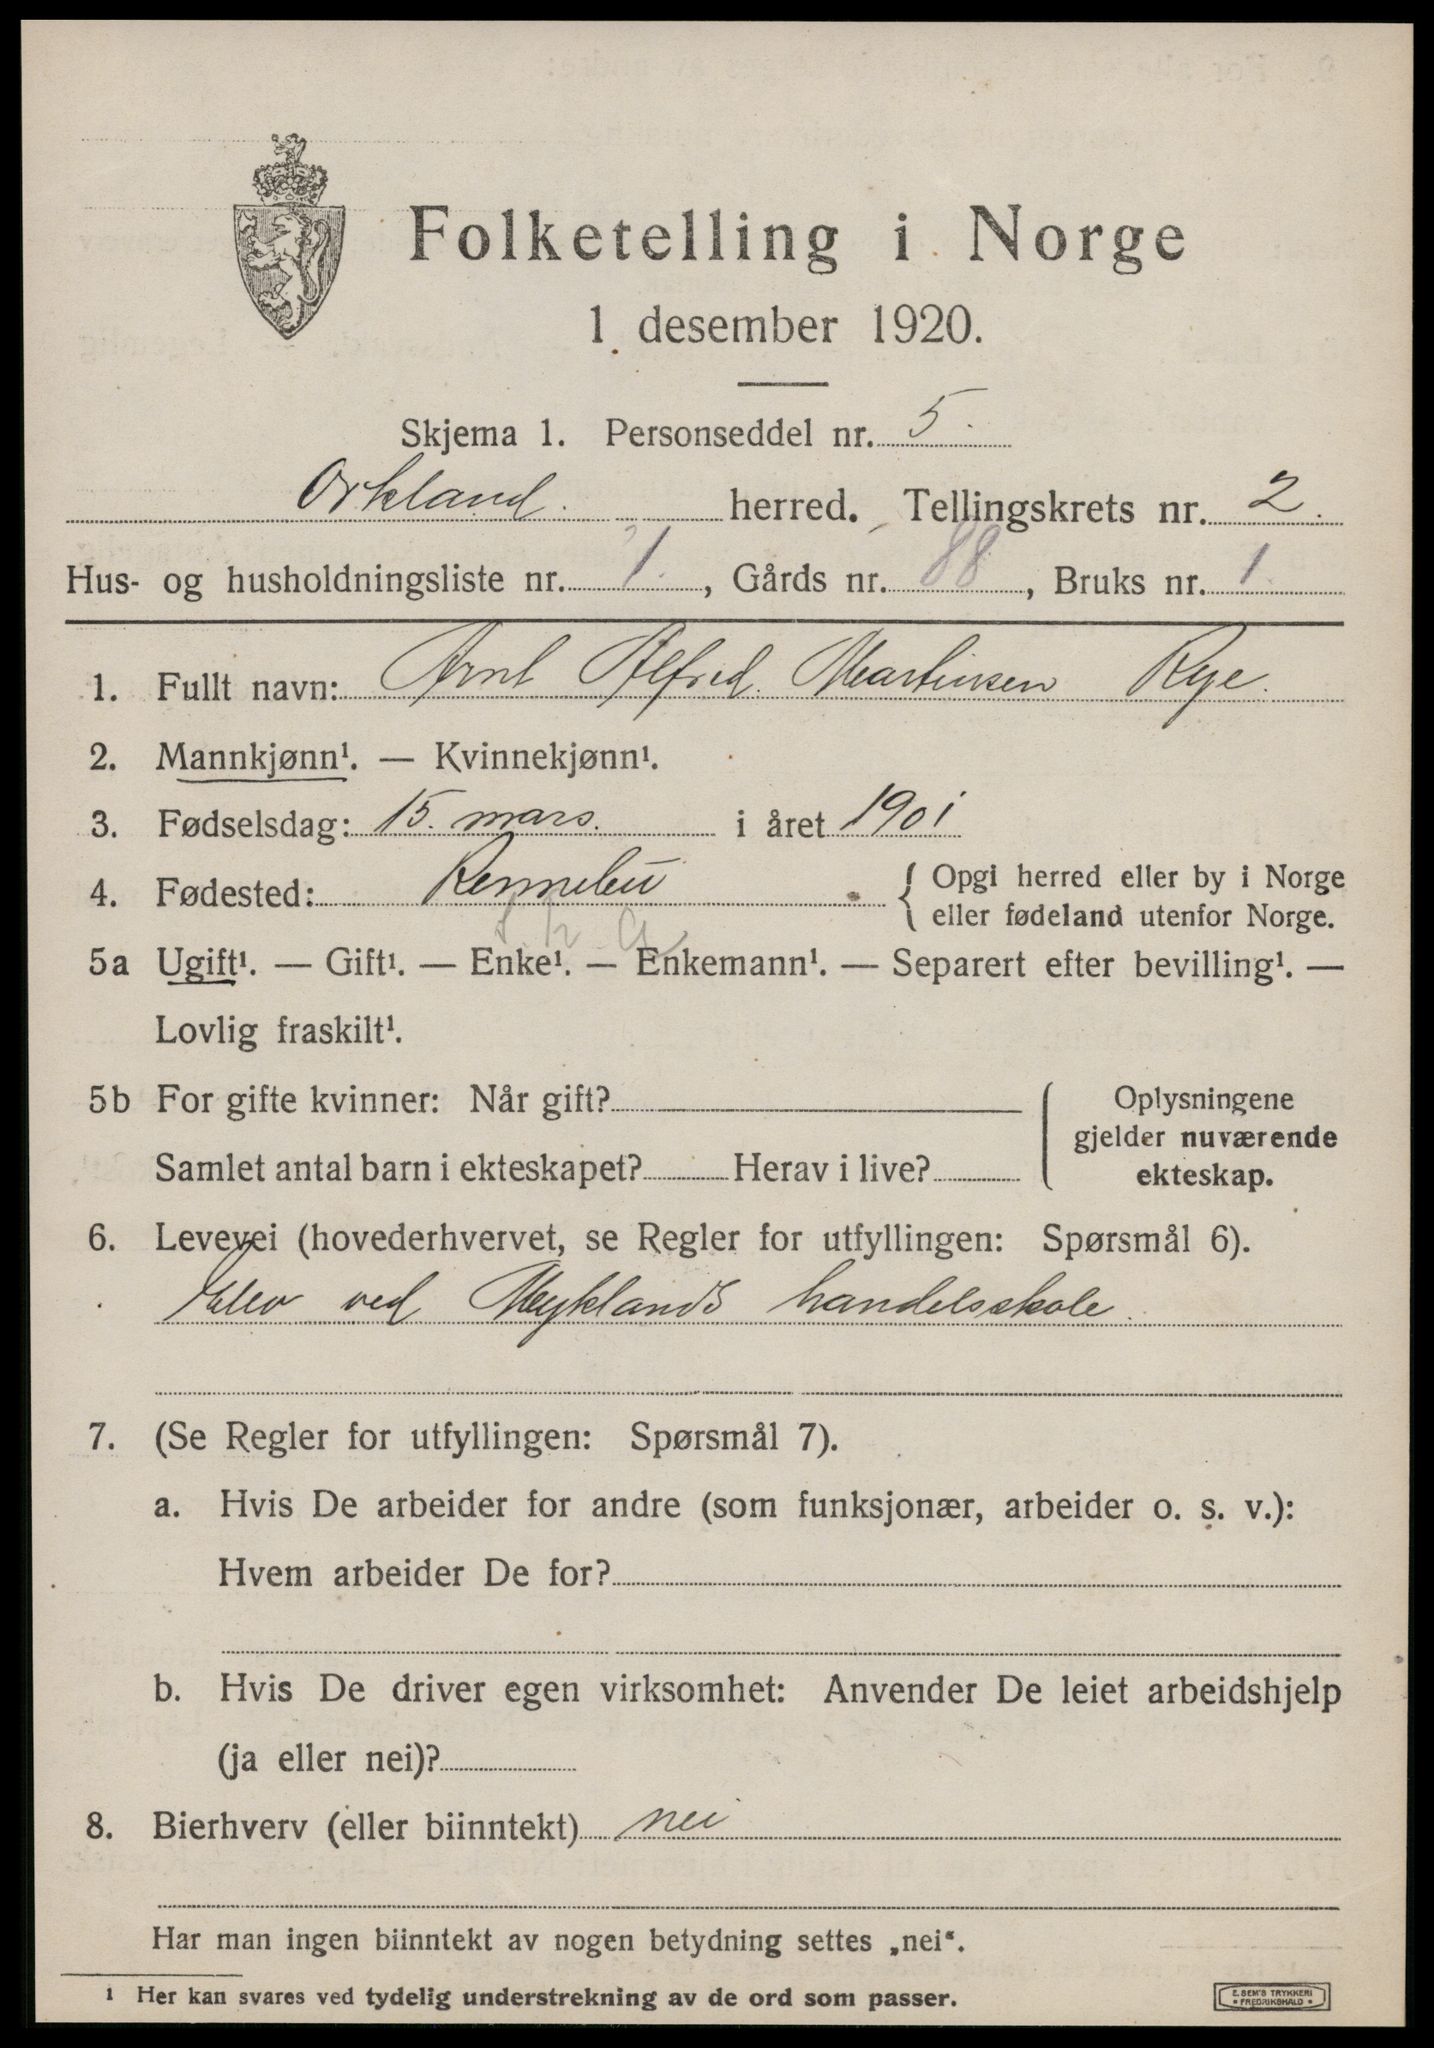 Folketelling i Norge
1 desember 1920.
Skjema 1. Personseddel nr. 5.
Orkland. herred. Tellingskrets nr. 2.
Hus- og husholdningsliste nr. 1., Gårds nr. 88, Bruks nr. 1
1. Fullt navn: Arnt Alfred Martinsen Rye.
2. Mannkjønn¹. — Kvinnekjønn¹.
3. Fødselsdag: 15. mars. i året 1901
4. Fødested: Rennebu { Opgi herred eller by i Norge
eller fødeland utenfor Norge.
5a Ugift¹. — Gift¹. — Enke¹. — Enkemann¹. — Separert efter bevilling¹. —
Lovlig fraskilt¹.
5b For gifte kvinner: Når gift? Oplysningene
gjelder nuværende
Samlet antal barn i ekteskapet? Herav i live? ekteskap.
6. Levevei (hovederhvervet, se Regler for utfyllingen: Spørsmål 6).
Elev ved Myklands handelsskole.
7. (Se Regler for utfyllingen: Spørsmål 7).
a. Hvis De arbeider for andre (som funksjonær, arbeider o. s. v.):
Hvem arbeider De for?
b. Hvis De driver egen virksomhet: Anvender De leiet arbeidshjelp
(ja eller nei)?
8. Bierhverv (eller biinntekt) nei
Har man ingen biinntekt av nogen betydning settes „nei“.
¹ Her kan svares ved tydelig understrekning av de ord som passer.
E. SEM'S TRYKKERI
• FREDRIKSHALD •